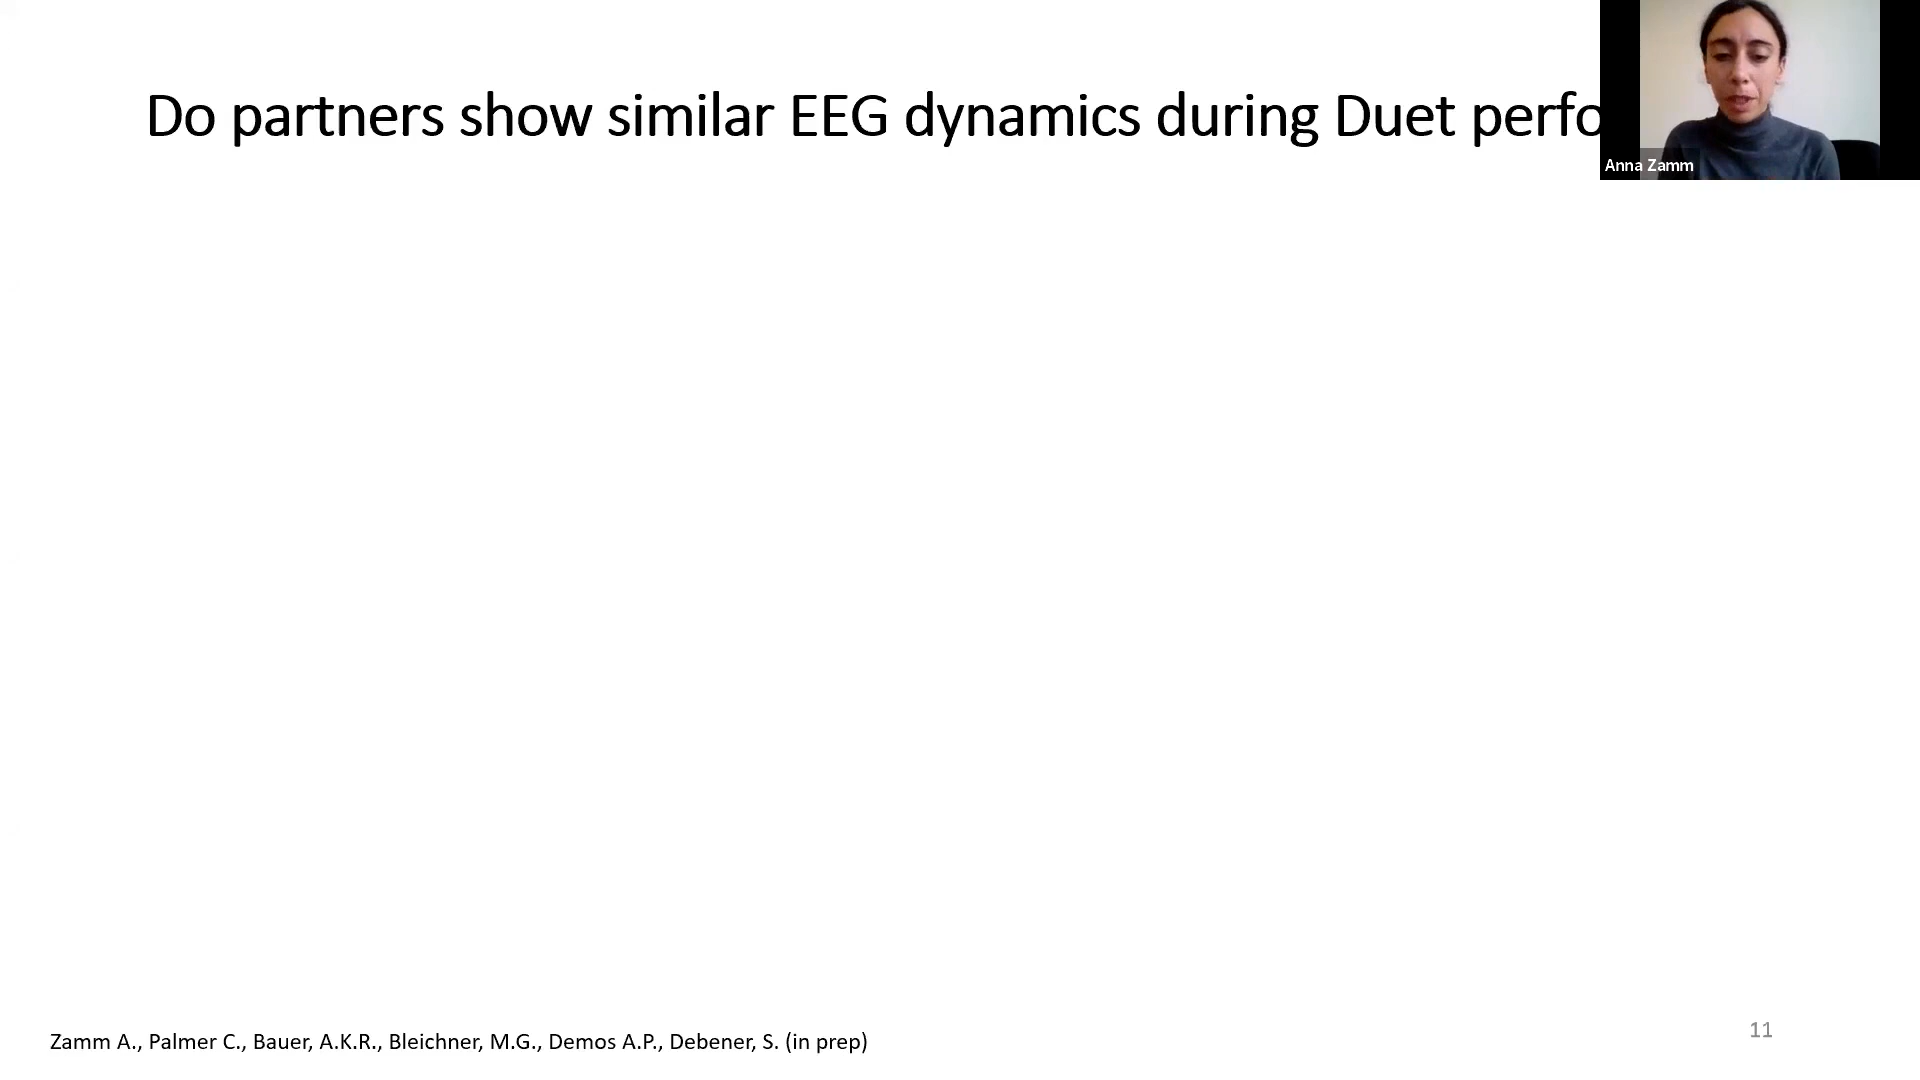 Do partners show similar EEG dynamics during Duet perfo
Anna Zamm
Zamm A., Palmer C., Bauer, A.K.R., Bleichner, M.G., Demos A.P., Debener, S. (in prep)
11